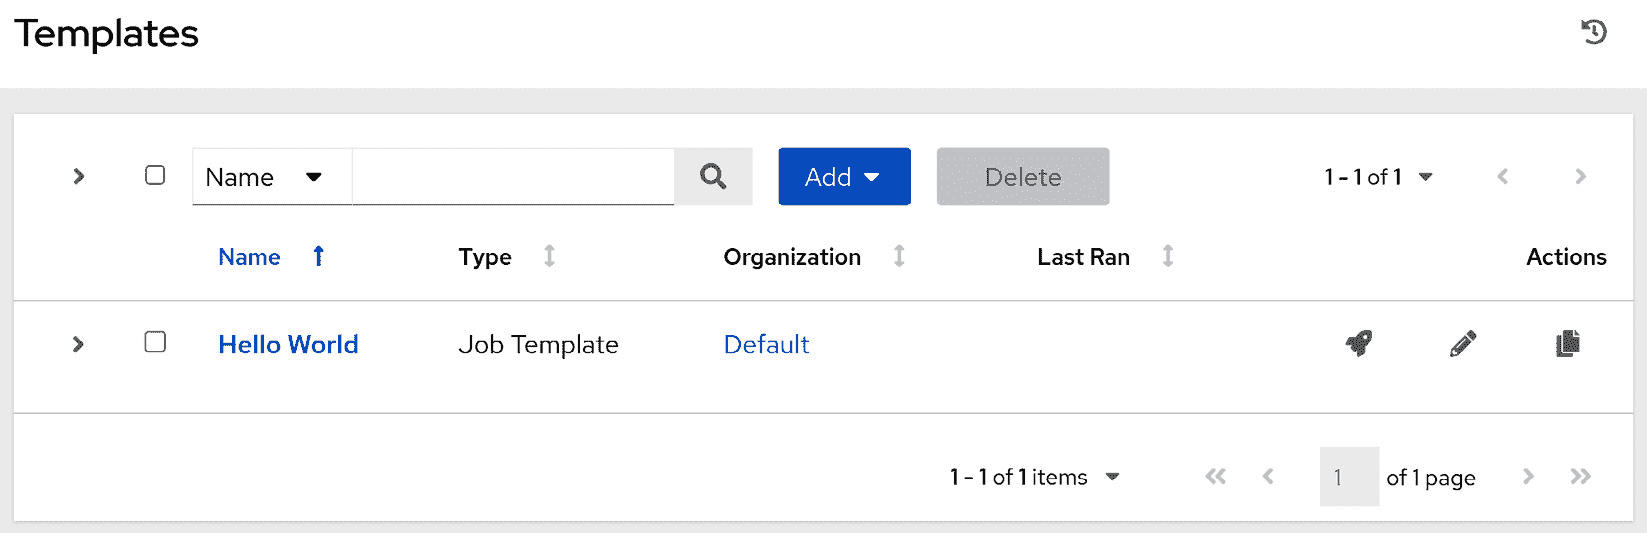 Templates
Name Add Delete 1 - 1 of 1
Name Type Organization Last Ran Actions
Hello World Job Template Default
1 - 1 of 1 items 1 of 1 page